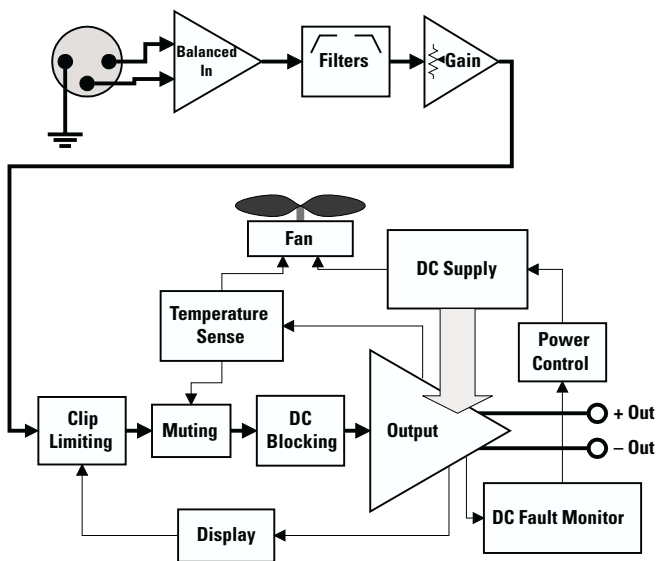 Balanced
In
Filters
Gain
Fan
DC Supply
Temperature
Sense
Power
Control
Clip
Limiting
Muting
DC
Blocking
Output
+ Out
– Out
Display
DC Fault Monitor